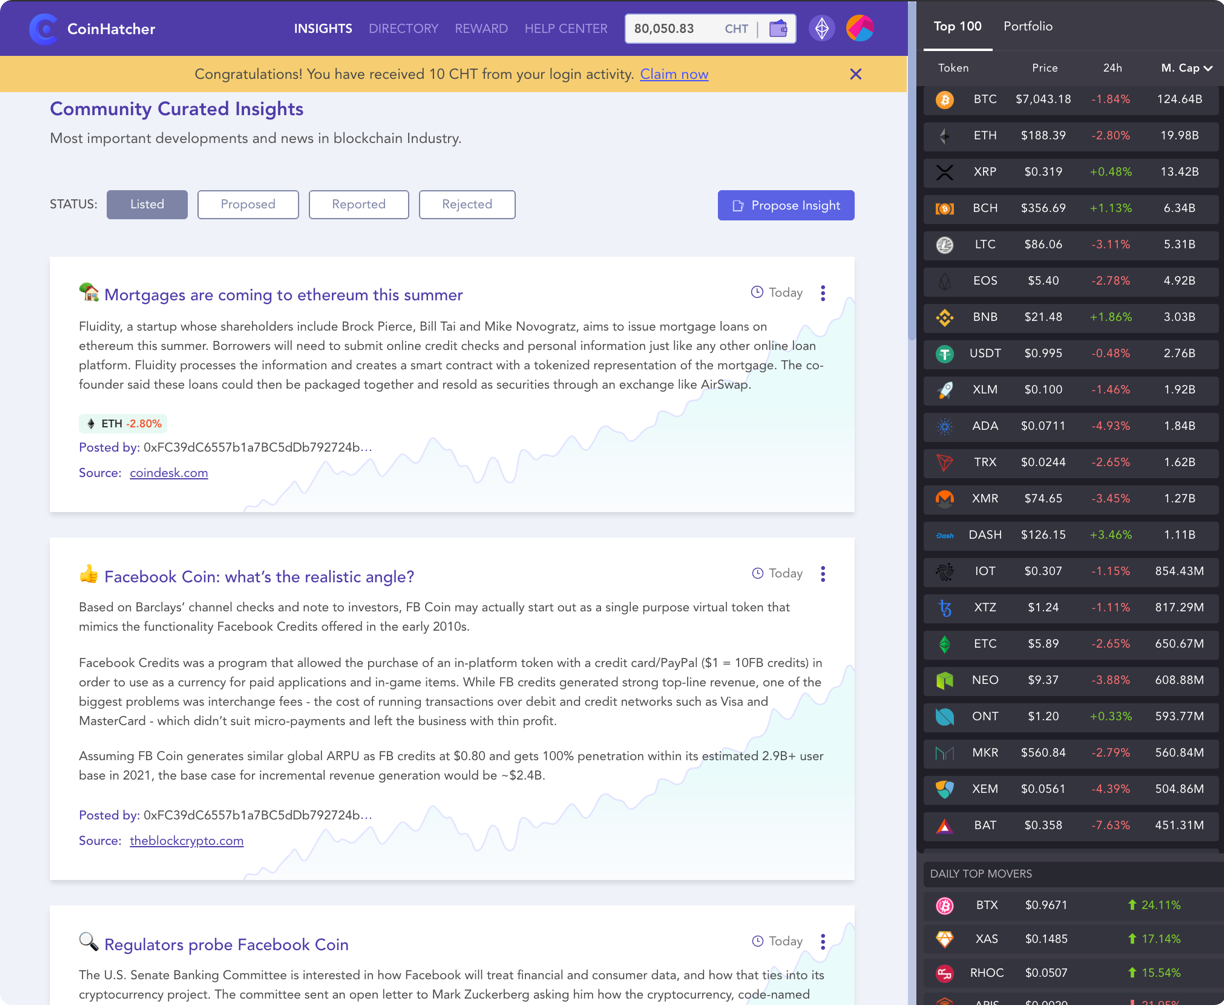 CoinHatcher
INSIGHTS DIRECTORY REWARD HELP CENTER
80,050.83 CHT
Congratulations! You have received 10 CHT from your login activity. Claim now
Community Curated Insights
Most important developments and news in blockchain Industry.
STATUS: Listed Proposed Reported Rejected
Propose Insight
Mortgages are coming to ethereum this summer
Today
Fluidity, a startup whose shareholders include Brock Pierce, Bill Tai and Mike Novogratz, aims to issue mortgage loans on
ethereum this summer. Borrowers will need to submit online credit checks and personal information just like any other online loan
platform. Fluidity processes the information and creates a smart contract with a tokenized representation of the mortgage. The co-
founder said these loans could then be packaged together and resold as securities through an exchange like AirSwap.
ETH -2.80%
Posted by: 0xFC39dC6557b1a7BC5dDb792724b…
Source: coindesk.com
Facebook Coin: what’s the realistic angle?
Today
Based on Barclays’ channel checks and note to investors, FB Coin may actually start out as a single purpose virtual token that
mimics the functionality Facebook Credits offered in the early 2010s.
Facebook Credits was a program that allowed the purchase of an in-platform token with a credit card/PayPal ($1 = 10FB credits) in
order to use as a currency for paid applications and in-game items. While FB credits generated strong top-line revenue, one of the
biggest problems was interchange fees - the cost of running transactions over debit and credit networks such as Visa and
MasterCard - which didn’t suit micro-payments and left the business with thin profit.
Assuming FB Coin generates similar global ARPU as FB credits at $0.80 and gets 100% penetration within its estimated 2.9B+ user
base in 2021, the base case for incremental revenue generation would be ~$2.4B.
Posted by: 0xFC39dC6557b1a7BC5dDb792724b…
Source: theblockcrypto.com
Regulators probe Facebook Coin
Today
The U.S. Senate Banking Committee is interested in how Facebook will treat financial and consumer data, and how that ties into its
cryptocurrency project. The committee sent an open letter to Mark Zuckerberg asking him how the cryptocurrency, code-named
Top 100 Portfolio
Token Price 24h M. Cap
BTC $7,043.18 -1.84% 124.64B
ETH $188.39 -2.80% 19.98B
XRP $0.319 +0.48% 13.42B
BCH $356.69 +1.13% 6.34B
LTC $86.06 -3.11% 5.31B
EOS $5.40 -2.78% 4.92B
BNB $21.48 +1.86% 3.03B
USDT $0.995 -0.48% 2.76B
XLM $0.100 -1.46% 1.92B
ADA $0.0711 -4.93% 1.84B
TRX $0.0244 -2.65% 1.62B
XMR $74.65 -3.45% 1.27B
Dash DASH $126.15 +3.46% 1.11B
IOT $0.307 -1.15% 854.43M
XTZ $1.24 -1.11% 817.29M
ETC $5.89 -2.65% 650.67M
NEO $9.37 -3.88% 608.88M
ONT $1.20 +0.33% 593.77M
MKR $560.84 -2.79% 560.84M
XEM $0.0561 -4.39% 504.86M
BAT $0.358 -7.63% 451.31M
DAILY TOP MOVERS
BTX $0.9671 24.11%
XAS $0.1485 17.14%
RHOC $0.0507 15.54%